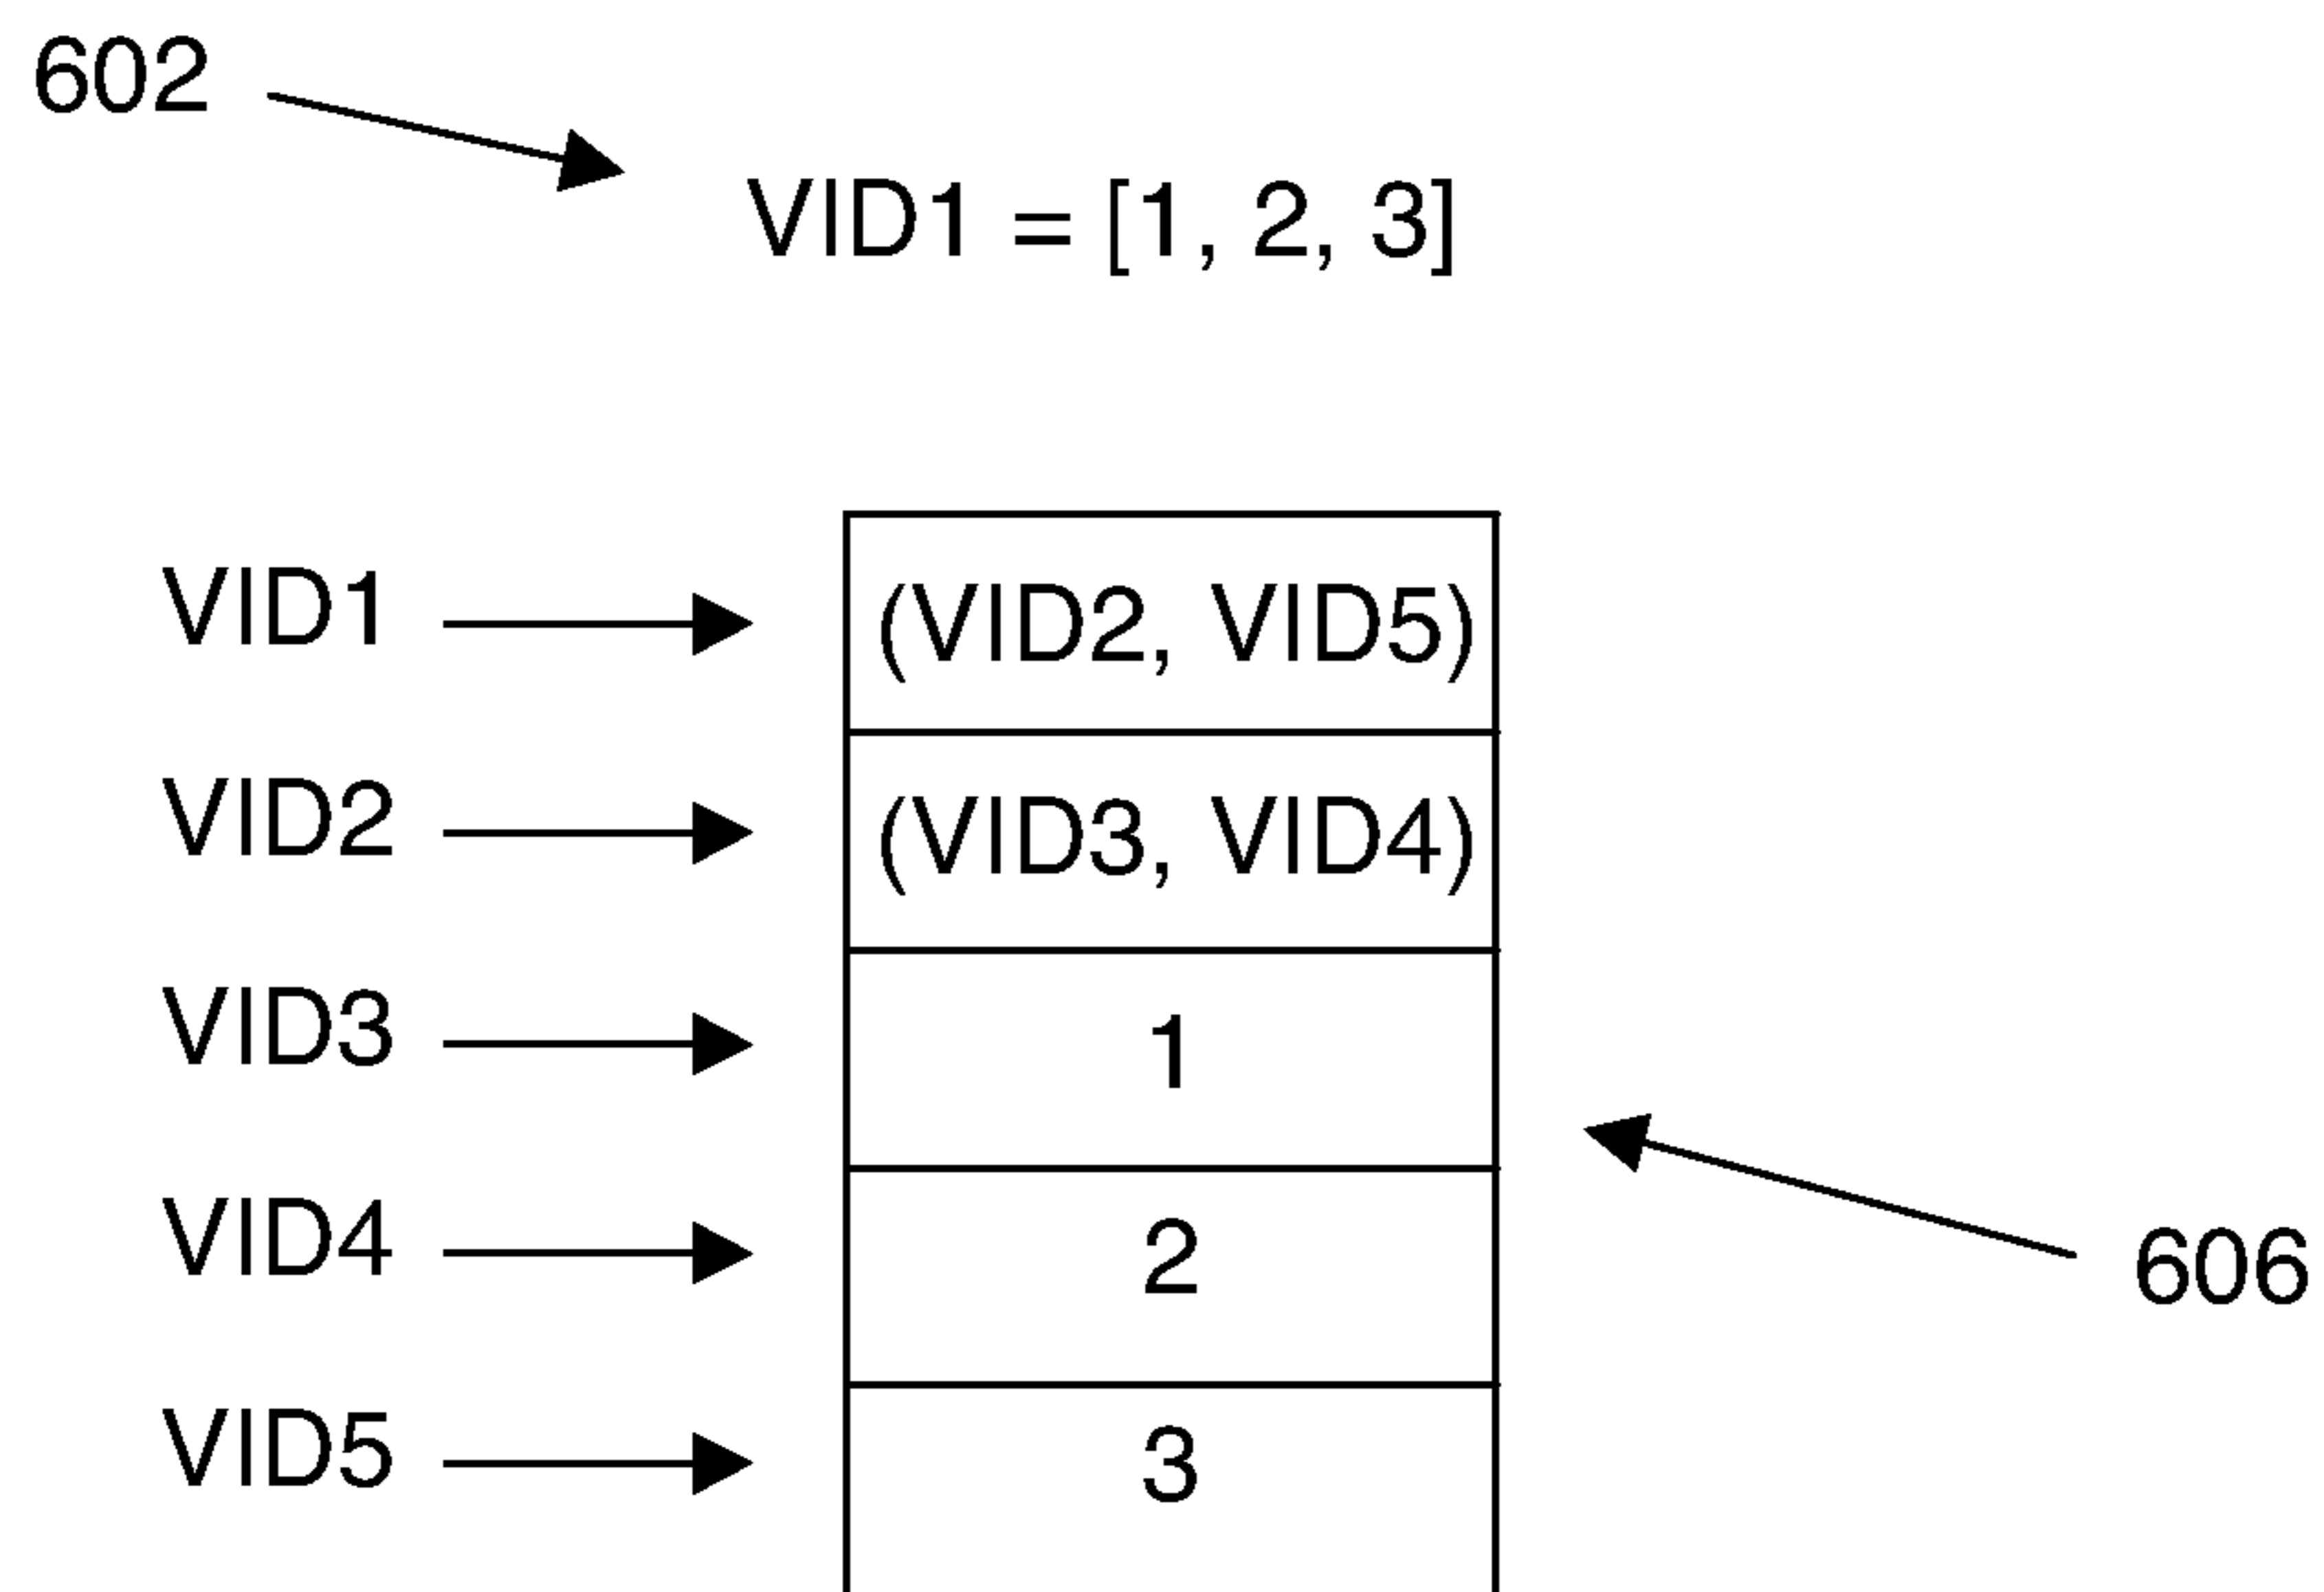 602
VID1 = [1, 2, 3]
VID1 (VID2, VID5)
VID2 (VID3, VID4)
VID3 1
VID4 2
606
VID5 3